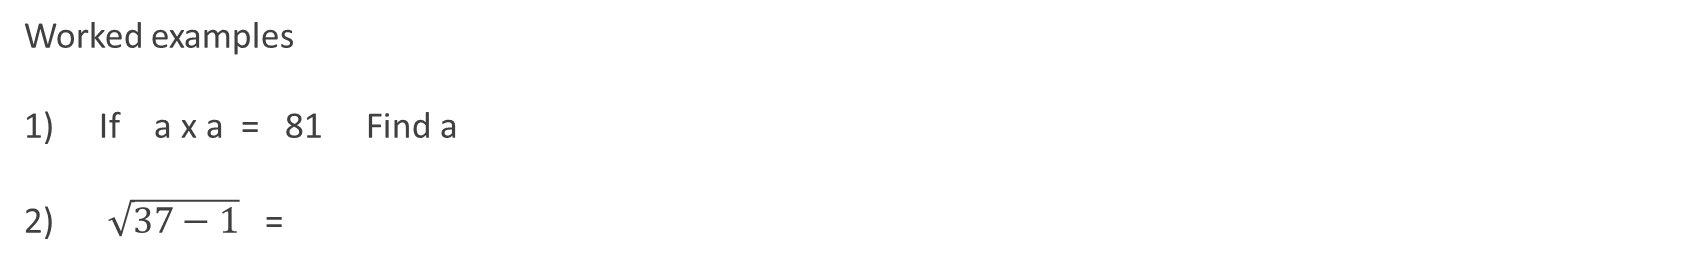 Worked examples
1) If a x a = 81 Find a
2) √37 − 1 =